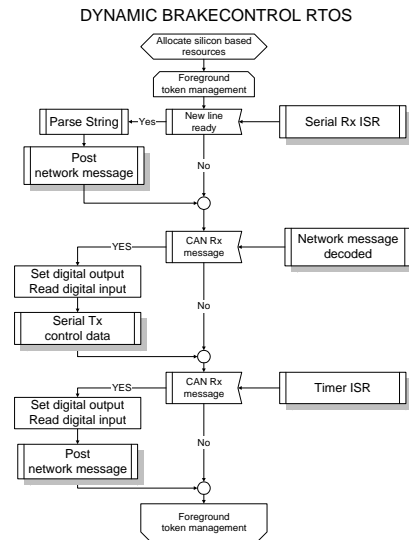 DYNAMIC BRAKECONTROL RTOS
Allocate silicon based
resources
Foreground
token management
New line
ready
Serial Rx ISR
Yes
Parse String
Post
network message
No
CAN Rx
message
Network message
decoded
YES
Set digital output
Read digital input
No
Serial Tx
control data
CAN Rx
message
Timer ISR
YES
Set digital output
Read digital input
No
Post
network message
Foreground
token management